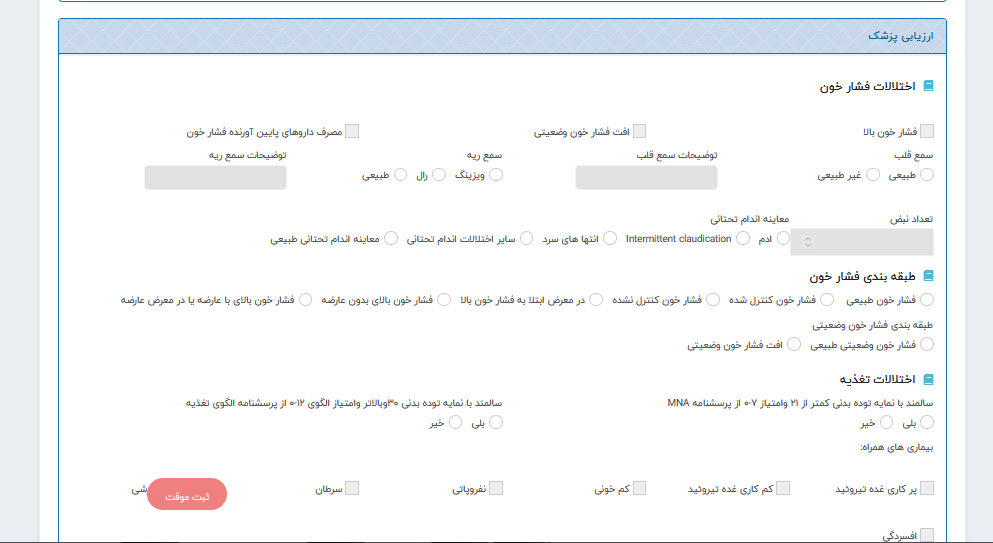 ارزیابی پزشک
اختلالات فشار خون
فشار خون بالا افت فشار خون وضعیتی مصرف داروهای پایین آورنده فشار خون
سمع قلب توضیحات سمع قلب سمع ریه توضیحات سمع ریه
طبیعی غیر طبیعی ویزینگ رال طبیعی
تعداد نبض معاینه اندام تحتانی
ادم Intermittent claudication انتها های سرد سایر اختلالات اندام تحتانی معاینه اندام تحتانی طبیعی
طبقه بندی فشار خون
فشار خون طبیعی فشار خون کنترل شده فشار خون کنترل نشده در معرض ابتلا به فشار خون بالا فشار خون بالای بدون عارضه فشار خون بالای با عارضه یا در معرض عارضه
طبقه بندی فشار خون وضعیتی
فشار خون وضعیتی طبیعی افت فشار خون وضعیتی
اختلالات تغذیه
سالمند با نمایه توده بدنی کمتر از ۲۱ وامتیاز ۷-۰ از پرسشنامه MNA سالمند با نمایه توده بدنی ۳۰وبالاتر وامتیاز الگوی ۱۲-۰ از پرسشنامه الگوی تغذیه
بلی خیر بلی خیر
بیماری های همراه:
پر کاری غده تیروئید کم کاری غده تیروئید کم خونی نفروپاتی سرطان شی
ثبت موقت
افسردگی